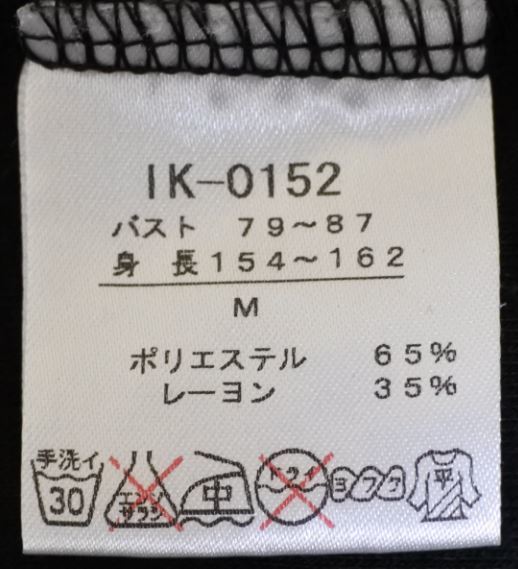 IK-0152
バスト 79～87
身 長154～162
M
ポリエステル 65%
レーヨン 35%
手洗イ 30
エンソ サラシ
中
ドライ
ヨワク
平